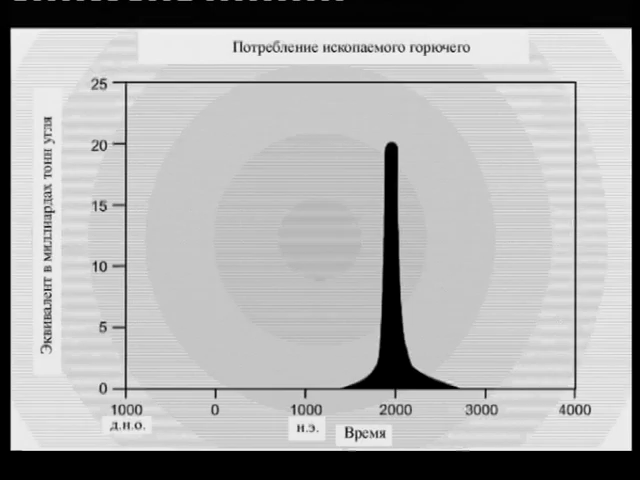 Потребление ископаемого горючего
Эквивалент в миллиардах тонн угля
25
20
15
10
5
0
1000 0 1000 2000 3000 4000
д.н.о. н.э. Время